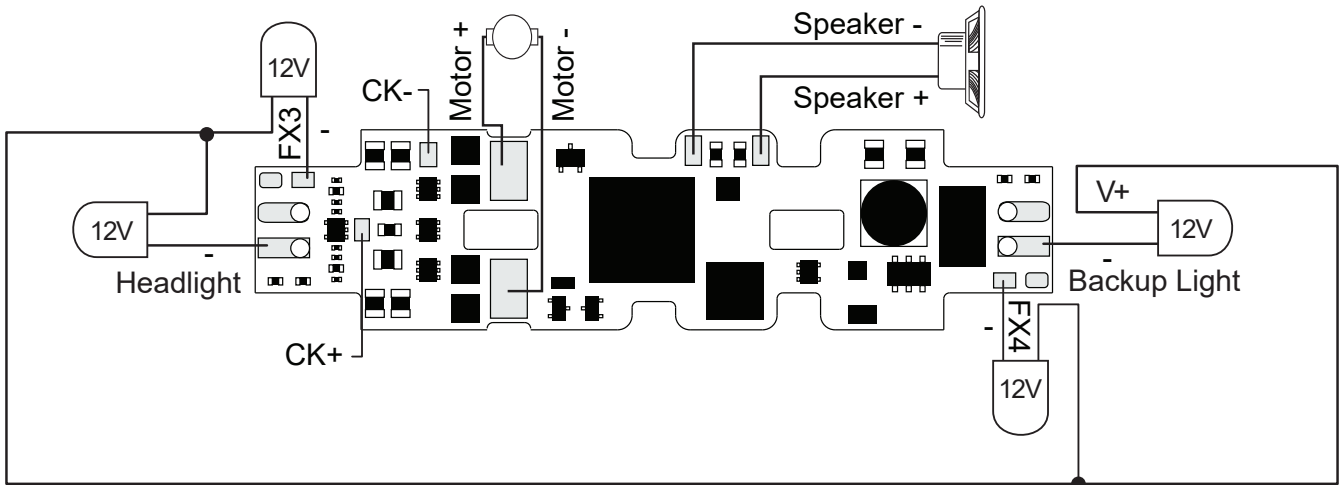 Speaker -
12V
Motor +
Motor -
CK-
FX3
-
Speaker +
V+
12V
12V
-
-
Headlight
Backup Light
CK+
-
FX4
12V